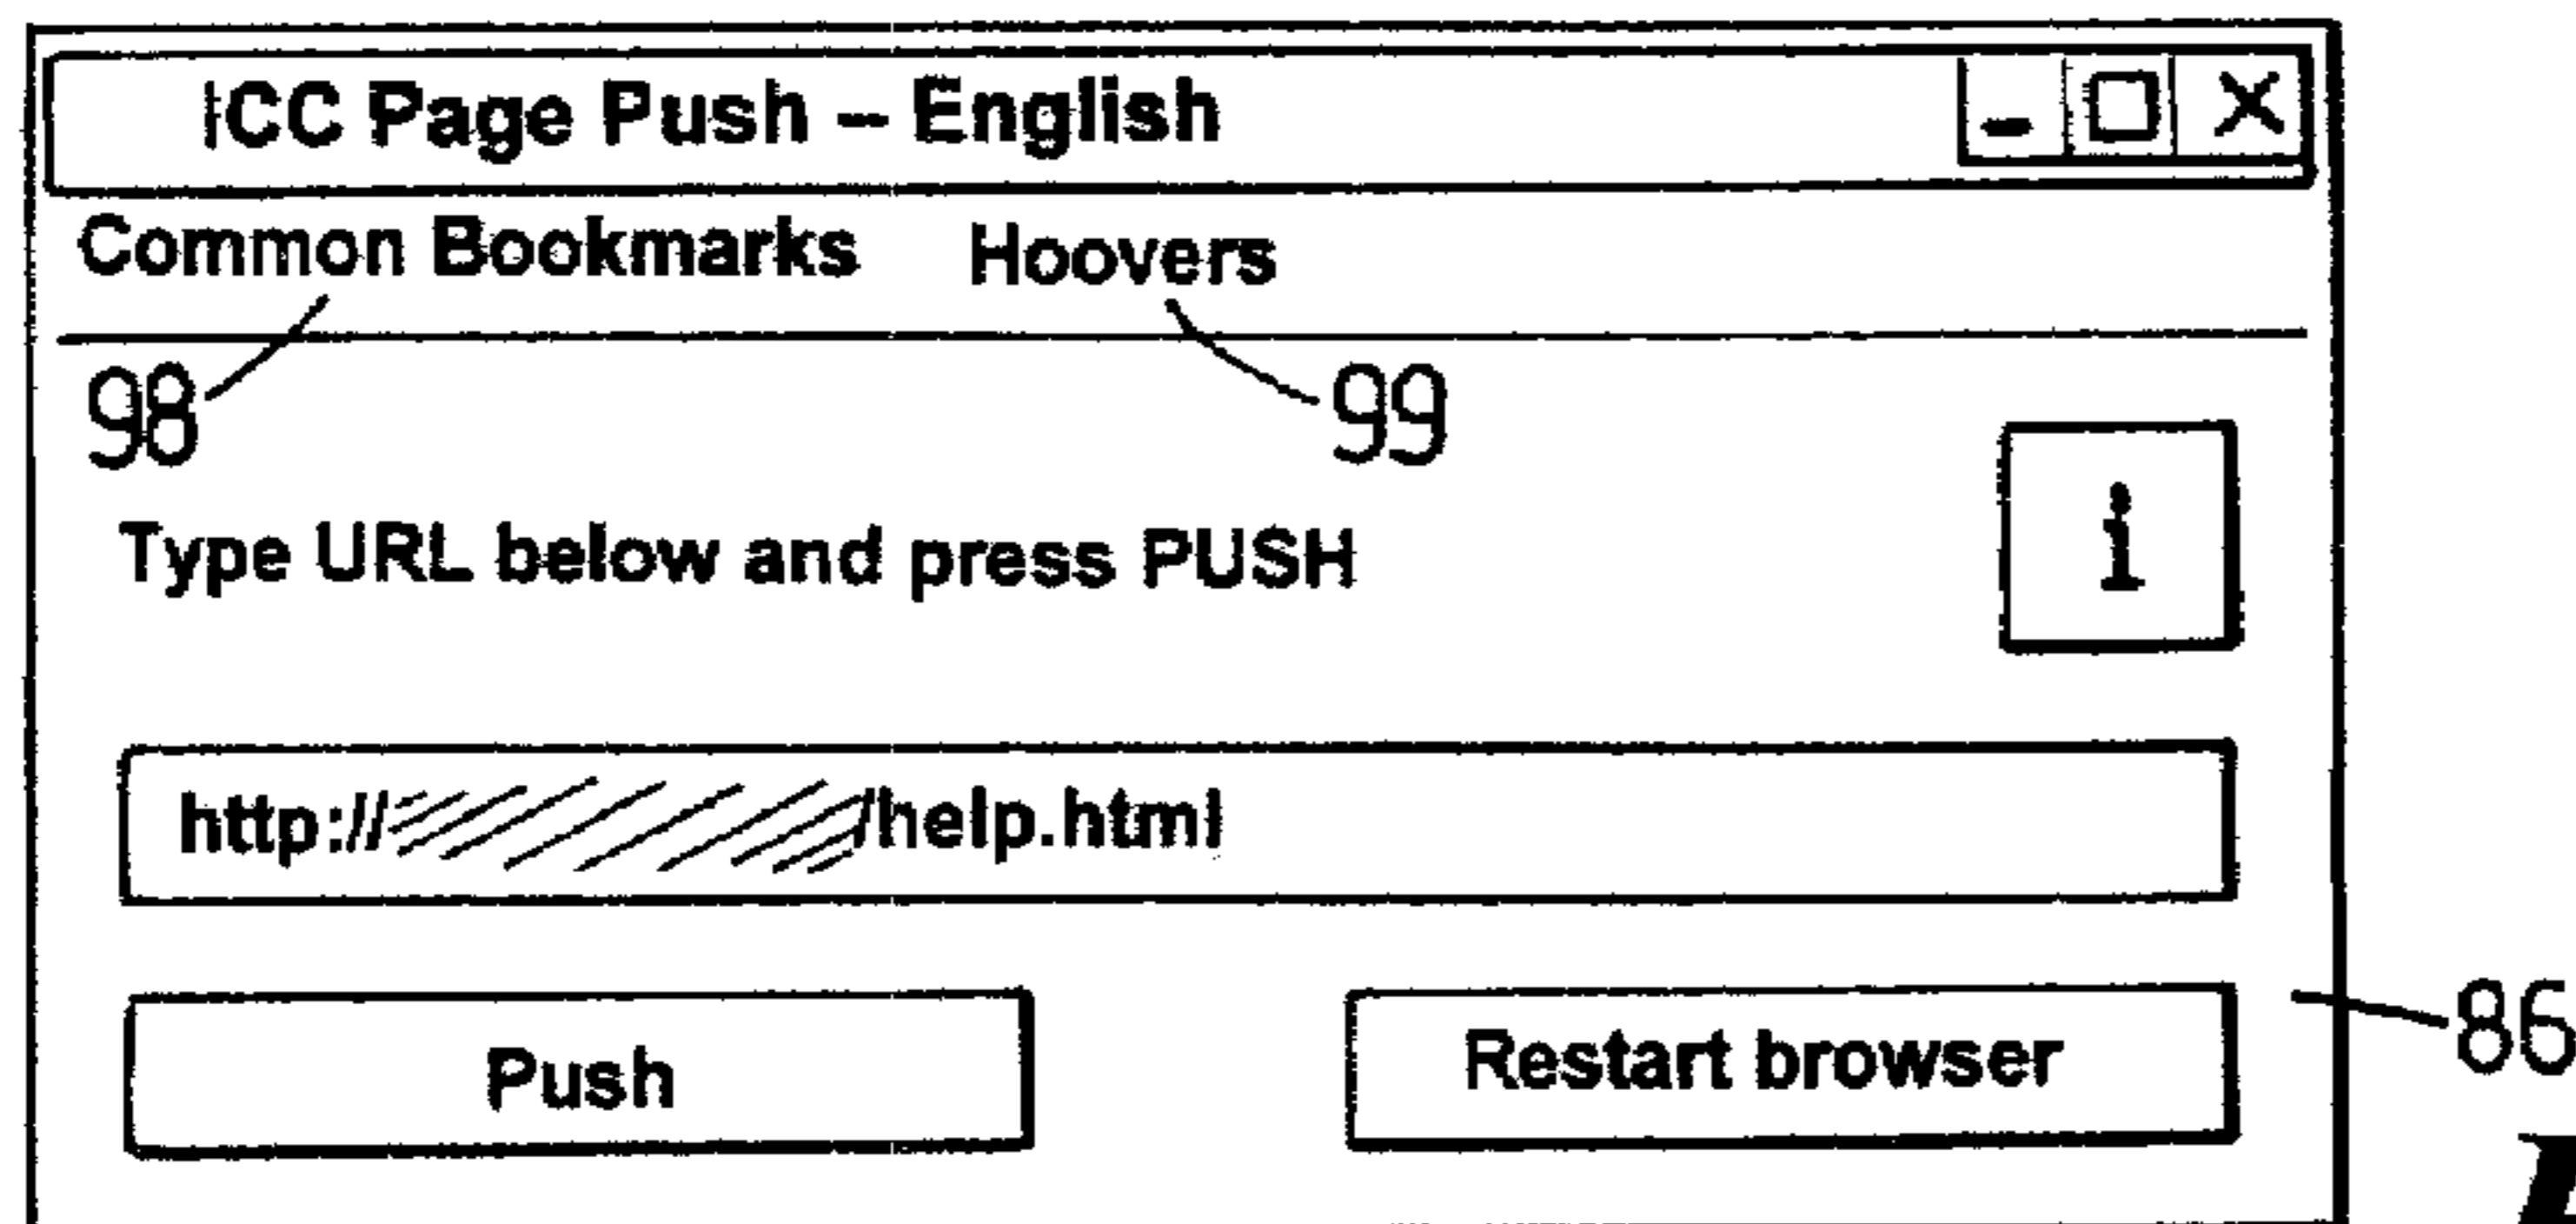 ICC Page Push – English
Common Bookmarks Hoovers
98 99
Type URL below and press PUSH
i
http:// /help.html
Push Restart browser
86